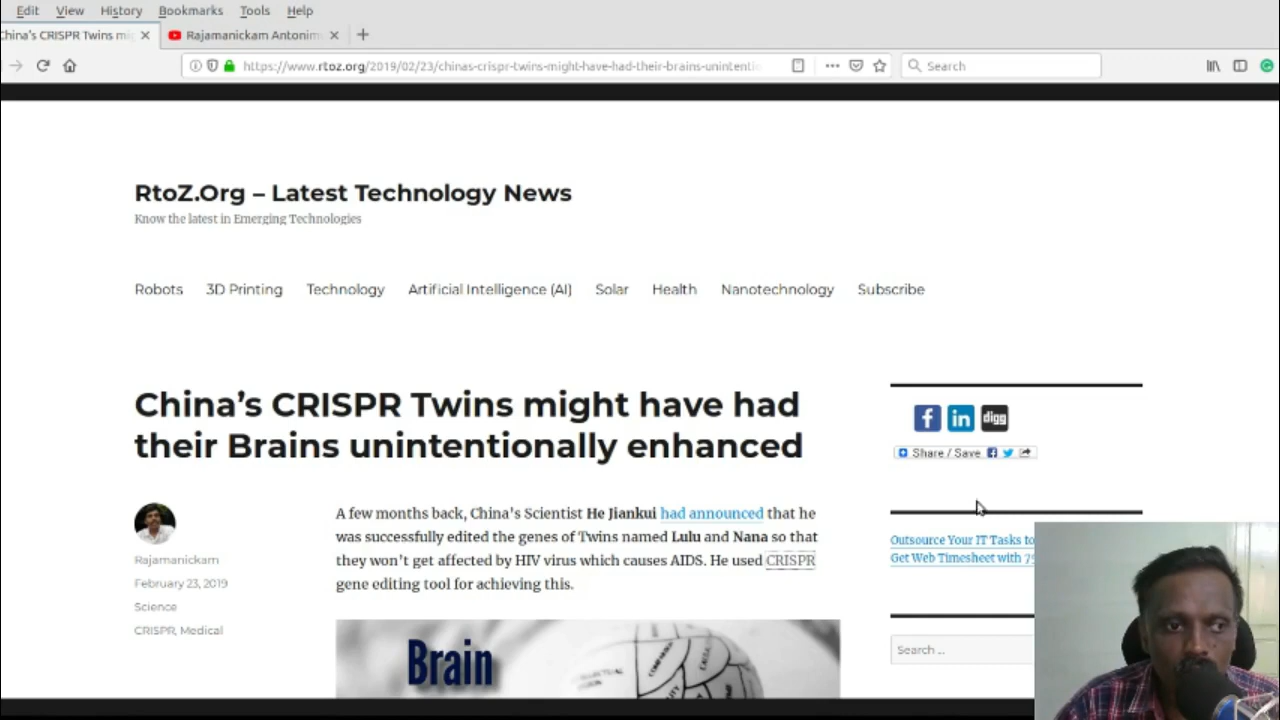 Edit View History Bookmarks Tools Help
China's CRISPR Twins mi
Rajamanickam Antonim
https://www.rtoz.org/2019/02/23/chinas-crispr-twins-might-have-had-their-brains-unintenti
Search
RtoZ.Org – Latest Technology News
Know the latest in Emerging Technologies
Robots 3D Printing Technology Artificial Intelligence (AI) Solar Health Nanotechnology Subscribe
China's CRISPR Twins might have had
their Brains unintentionally enhanced
f in digg
Share / Save
Rajamanickam
February 23, 2019
Science
CRISPR, Medical
A few months back, China's Scientist He Jiankui had announced that he
was successfully edited the genes of Twins named Lulu and Nana so that
they won't get affected by HIV virus which causes AIDS. He used CRISPR
gene editing tool for achieving this.
Brain
Outsource Your IT Tasks to
Get Web Timesheet with 75
Search …